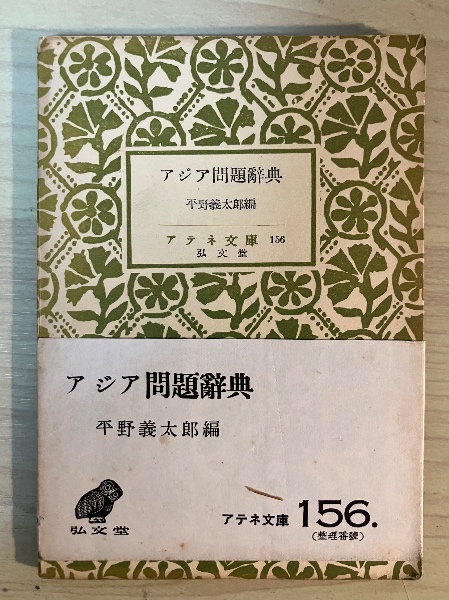 アジア問題辭典
平野義太郎編
アテネ文庫 156
弘文堂
アジア問題辭典
平野義太郎編
弘文堂
アテネ文庫 156.
(整理番號)